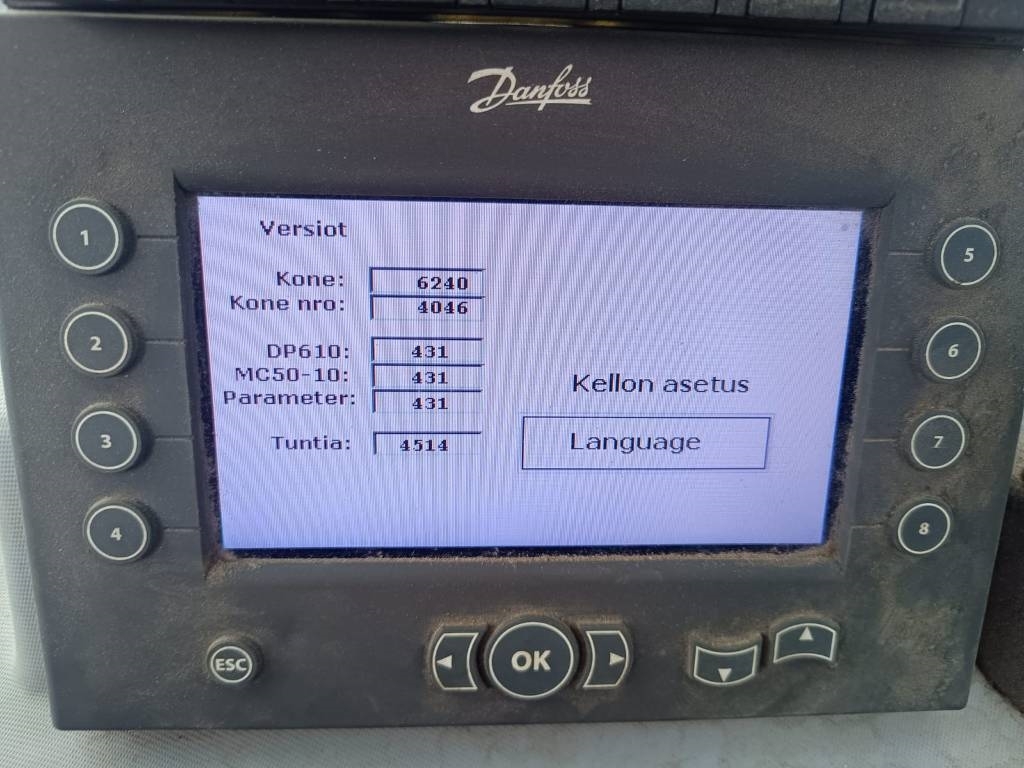 Danfoss
Versiot
Kone: 6240
Kone nro: 4046
DP610: 431
MC50-10: 431
Parameter: 431
Tuntia: 4514
Kellon asetus
Language
1
2
3
4
5
6
7
8
ESC
OK